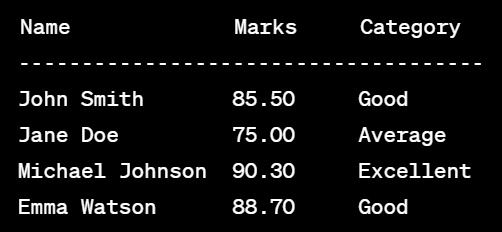 Name Marks Category
-------------------------------------
John Smith 85.50 Good
Jane Doe 75.00 Average
Michael Johnson 90.30 Excellent
Emma Watson 88.70 Good